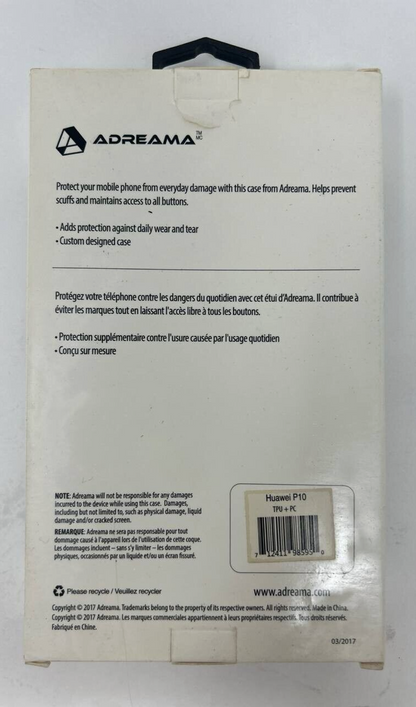 ADREAMA TM MC
Protect your mobile phone from everyday damage with this case from Adreama. Helps prevent
scuffs and maintains access to all buttons.
• Adds protection against daily wear and tear
• Custom designed case
Protégez votre téléphone contre les dangers du quotidien avec cet étui d'Adreama. Il contribue à
éviter les marques tout en laissant l'accès libre à tous les boutons.
• Protection supplémentaire contre l'usure causée par l'usage quotidien
• Conçu sur mesure
NOTE: Adreama will not be responsible for any damages
incurred to the device while using this case. Damages,
including but not limited to, such as physical damage, liquid
damage and/or cracked screen.
REMARQUE: Adreama ne sera pas responsable pour tout
dommage causé à l'appareil lors de l'utilisation de cette coque.
Les dommages incluent – sans s'y limiter – les dommages
physiques, occasionnés par un liquide et/ou un écran fissuré.
Huawei P10
TPU + PC
7 12411 98595 0
Please recycle / Veuillez recycler
www.adreama.com
Copyright © 2017 Adreama. Trademarks belong to the property of its respective owners. All rights reserved. Made in China.
Copyright © 2017 Adreama. Les marques commerciales appartiennent à leurs propriétaires respectifs. Tous droits réservés.
Fabriqué en Chine.
03/2017